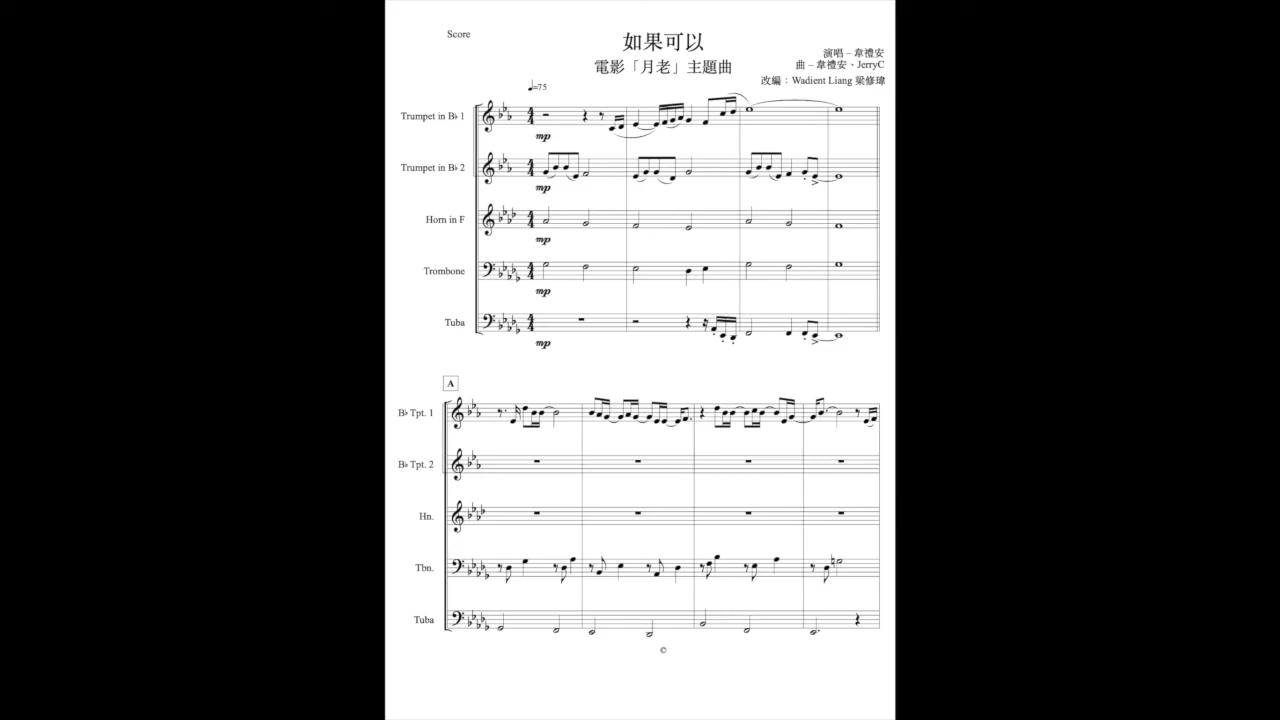 Score
如果可以
電影「月老」主題曲
演唱 – 韋禮安
曲 – 韋禮安、JerryC
改編：Wadient Liang 梁修瑋
♩=75
Trumpet in B♭ 1
mp
Trumpet in B♭ 2
mp
Horn in F
mp
Trombone
mp
Tuba
mp
A
B♭ Tpt. 1
B♭ Tpt. 2
Hn.
Tbn.
Tuba
©